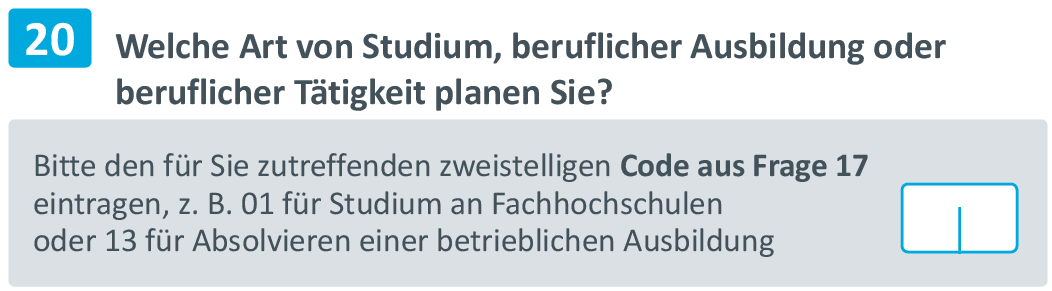 20
Welche Art von Studium, beruflicher Ausbildung oder
beruflicher Tätigkeit planen Sie?
Bitte den für Sie zutreffenden zweistelligen Code aus Frage 17
eintragen, z. B. 01 für Studium an Fachhochschulen
oder 13 für Absolvieren einer betrieblichen Ausbildung